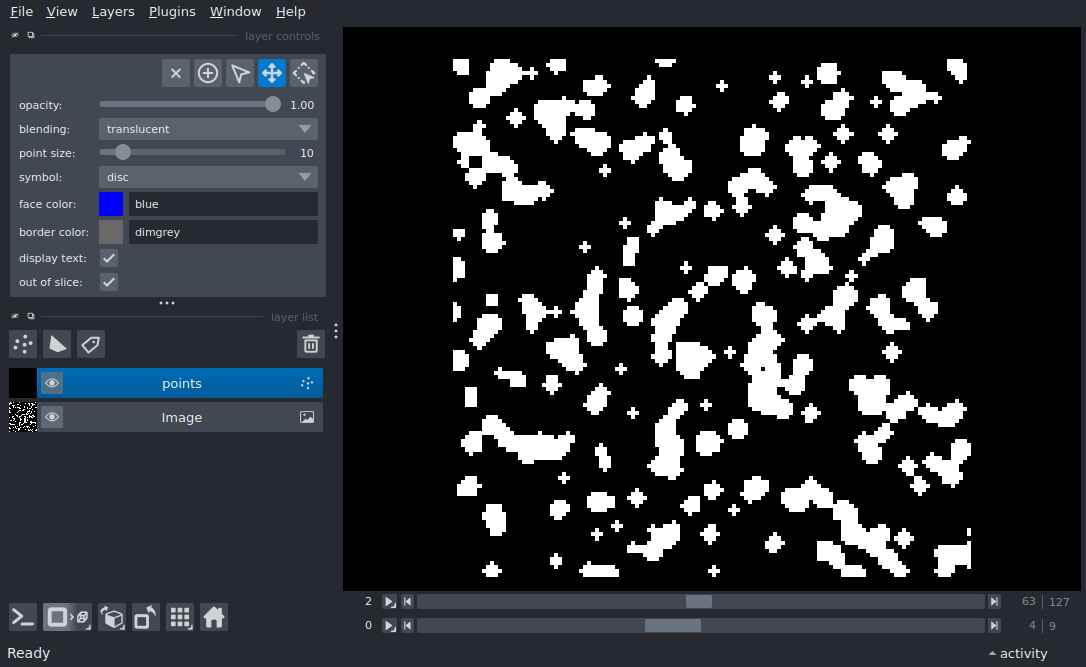 File View Layers Plugins Window Help
layer controls
opacity: 1.00
blending: translucent
point size: 10
symbol: disc
face color: blue
border color: dimgrey
display text:
out of slice:
layer list
points
Image
2 63 | 127
0 4 | 9
Ready activity